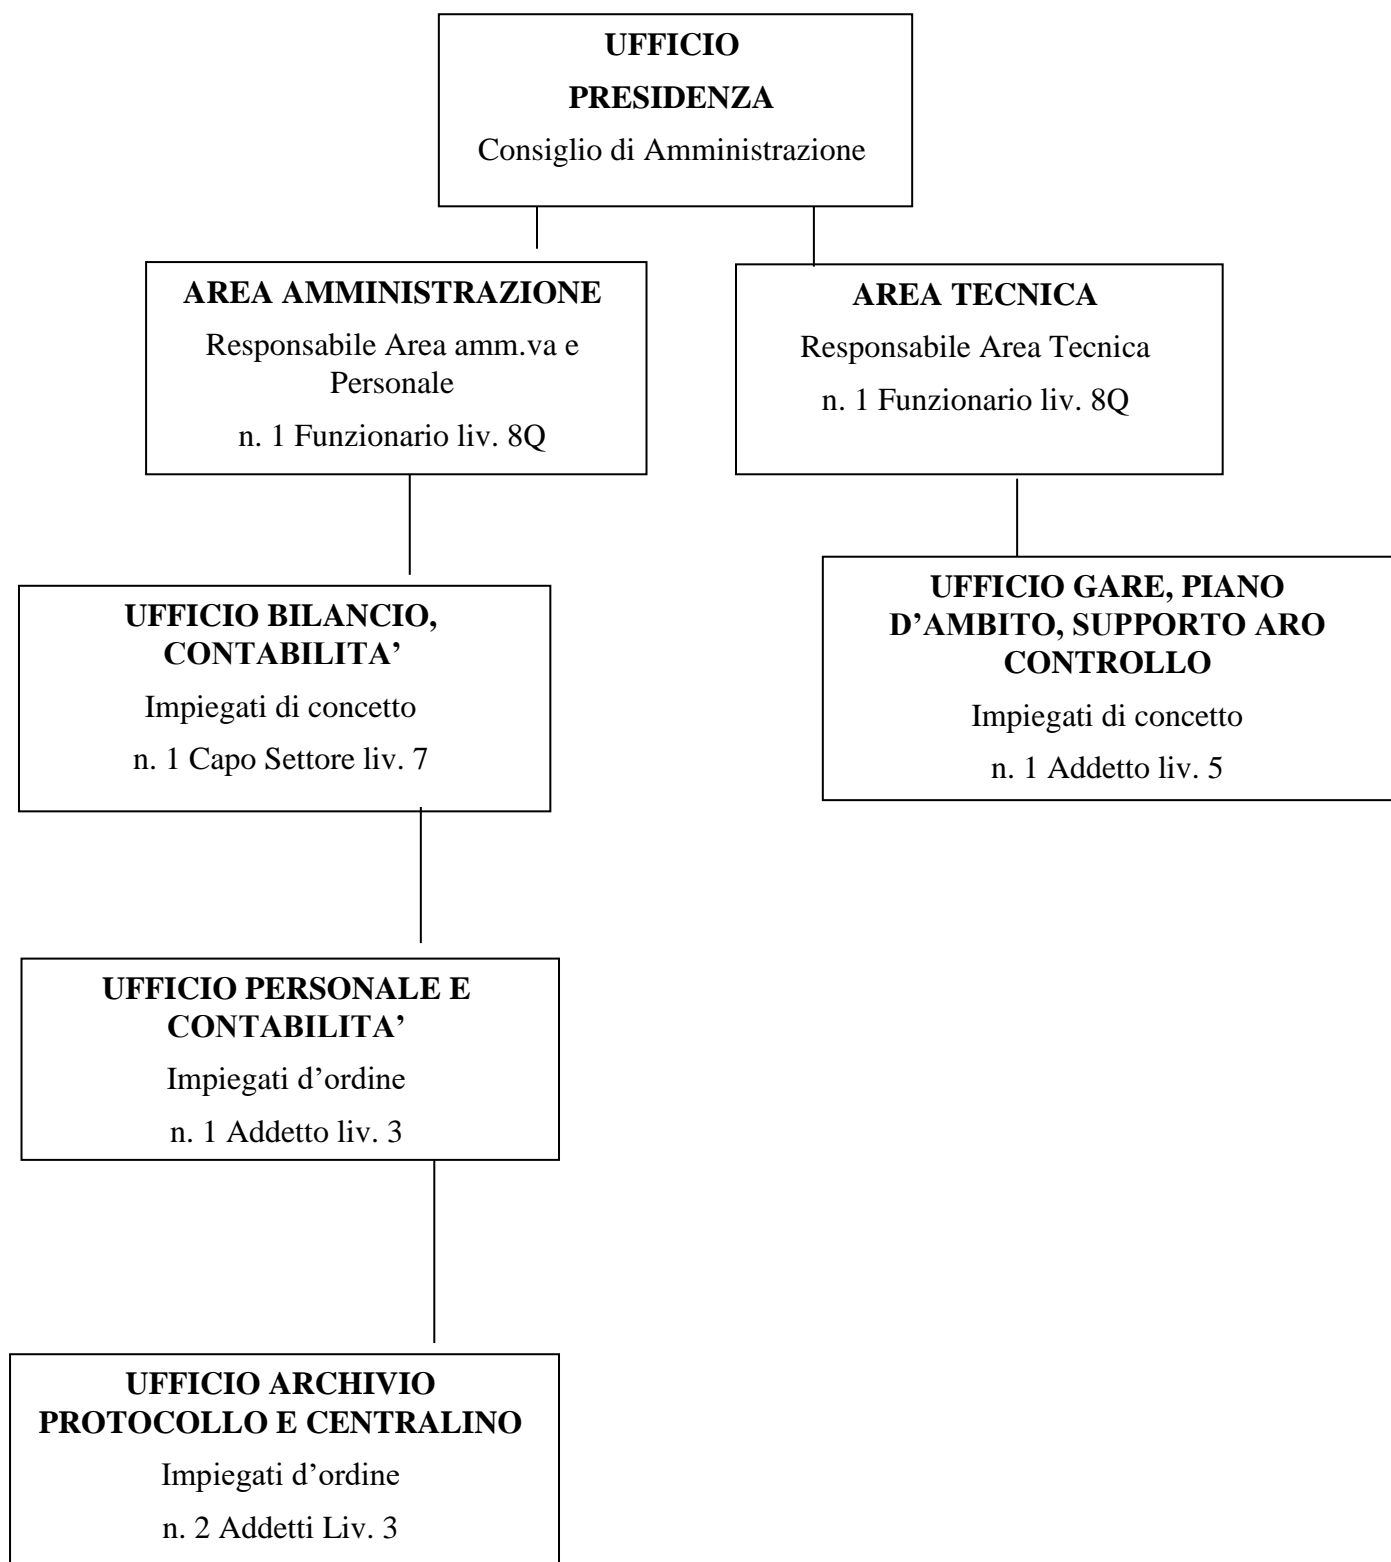 UFFICIO
PRESIDENZA
Consiglio di Amministrazione
AREA AMMINISTRAZIONE
Responsabile Area amm.va e
Personale
n. 1 Funzionario liv. 8Q
AREA TECNICA
Responsabile Area Tecnica
n. 1 Funzionario liv. 8Q
UFFICIO BILANCIO,
CONTABILITA’
Impiegati di concetto
n. 1 Capo Settore liv. 7
UFFICIO GARE, PIANO
D’AMBITO, SUPPORTO ARO
CONTROLLO
Impiegati di concetto
n. 1 Addetto liv. 5
UFFICIO PERSONALE E
CONTABILITA’
Impiegati d’ordine
n. 1 Addetto liv. 3
UFFICIO ARCHIVIO
PROTOCOLLO E CENTRALINO
Impiegati d’ordine
n. 2 Addetti Liv. 3